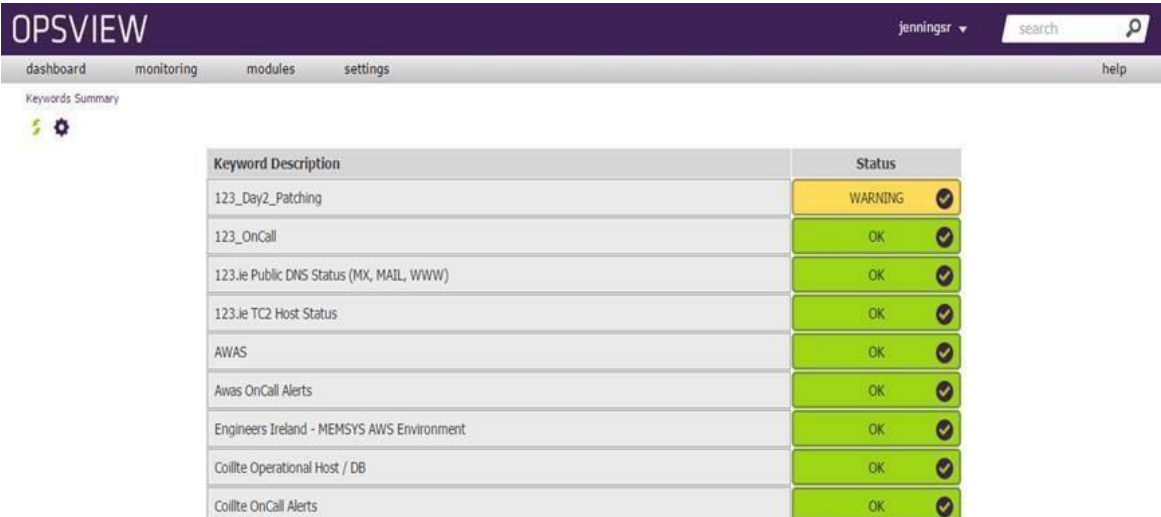 OPSVIEW
jenningsr
search
dashboard monitoring modules settings help
Keywords Summary
Keyword Description Status
123_Day2_Patching WARNING
123_OnCall OK
123.ie Public DNS Status (MX, MAIL, WWW) OK
123.ie TC2 Host Status OK
AWAS OK
Awas OnCall Alerts OK
Engineers Ireland - MEMSYS AWS Environment OK
Coillte Operational Host / DB OK
Coillte OnCall Alerts OK